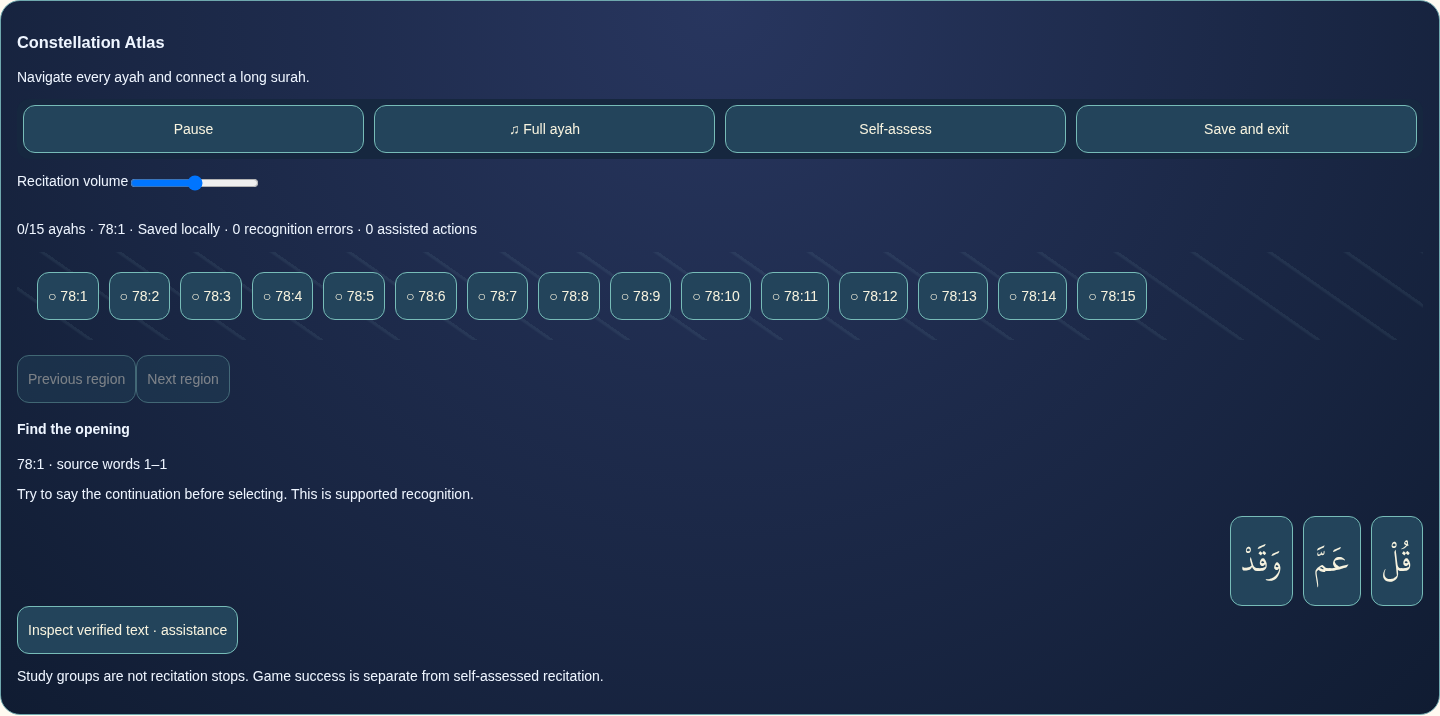 Constellation Atlas
Navigate every ayah and connect a long surah.
Pause ♫ Full ayah Self-assess Save and exit
Recitation volume
0/15 ayahs · 78:1 · Saved locally · 0 recognition errors · 0 assisted actions
○ 78:1 ○ 78:2 ○ 78:3 ○ 78:4 ○ 78:5 ○ 78:6 ○ 78:7 ○ 78:8 ○ 78:9 ○ 78:10 ○ 78:11 ○ 78:12 ○ 78:13 ○ 78:14 ○ 78:15
Previous region Next region
Find the opening
78:1 · source words 1–1
Try to say the continuation before selecting. This is supported recognition.
قُلْ عَمَّ وَقَدْ
Inspect verified text · assistance
Study groups are not recitation stops. Game success is separate from self-assessed recitation.